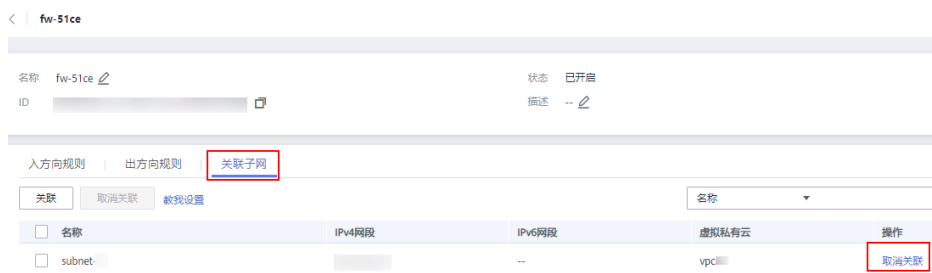 fw-51ce
名称 fw-51ce 状态 已开启
ID 描述 --
入方向规则 出方向规则 关联子网
关联 取消关联 教我设置 名称
名称 IPv4网段 IPv6网段 虚拟私有云 操作
subnet- -- vpc 取消关联